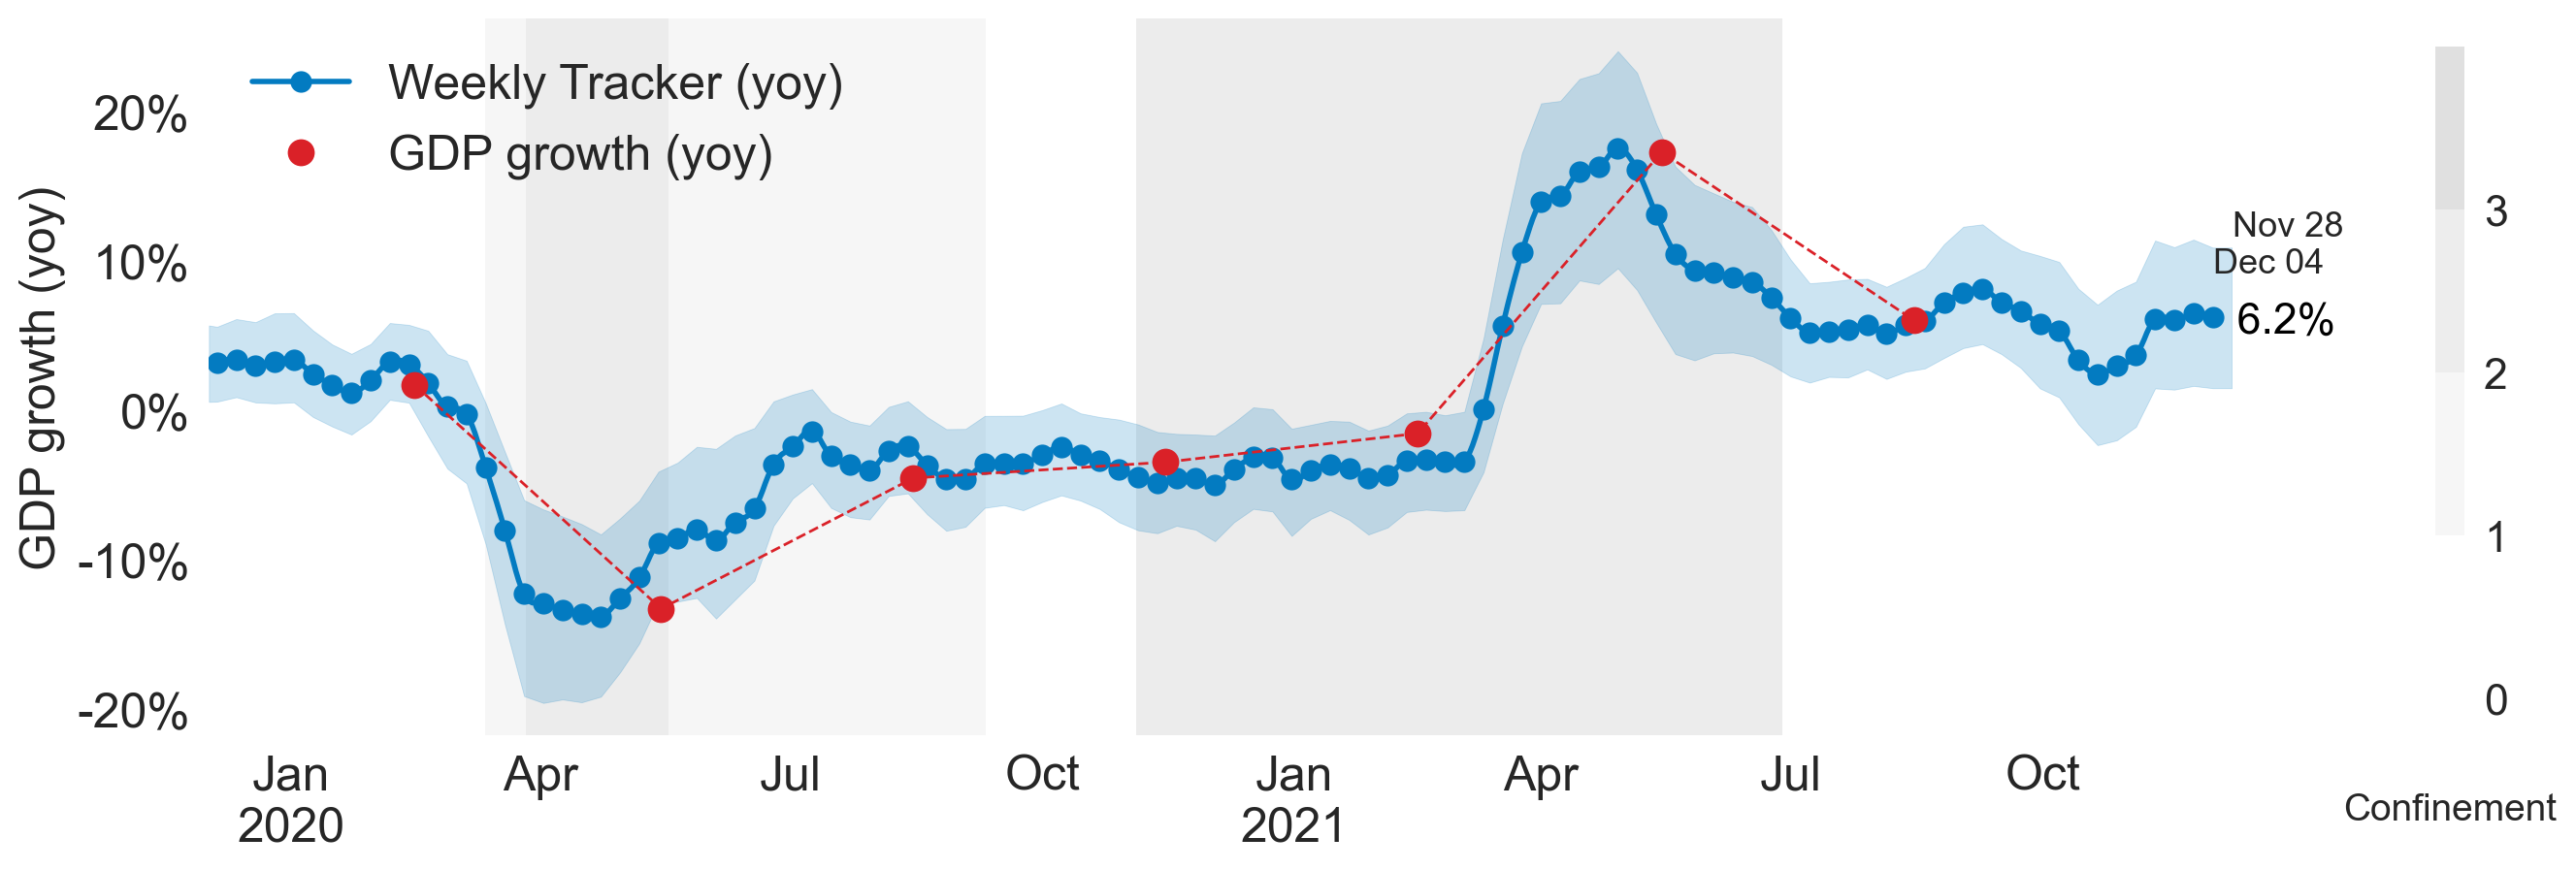 Weekly Tracker (yoy)
GDP growth (yoy)
GDP growth (yoy)
20%
10%
0%
-10%
-20%
Jan
2020
Apr
Jul
Oct
Jan
2021
Apr
Jul
Oct
Nov 28
Dec 04
6.2%
3
2
1
0
Confinement